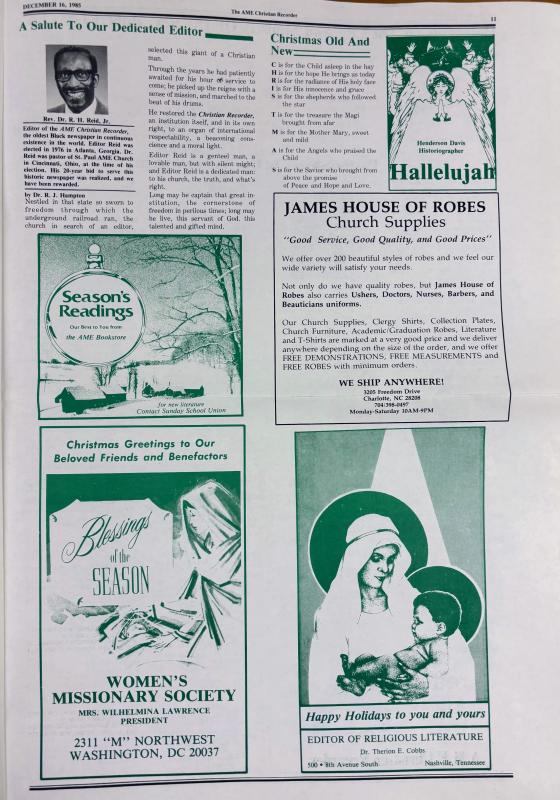 DECEMBER 16, 1985
The AME Christian Recorder
11
A Salute To Our Dedicated Editor
Rev. Dr. R. H. Reid, Jr.
Editor of the AME Christian Recorder,
the oldest Black newspaper in continuous
existence in the world. Editor Reid was
elected in 1976 in Atlanta, Georgia. Dr.
Reid was pastor of St. Paul AME Church
in Cincinnati, Ohio, at the time of his
election. His 20-year bid to serve this
historic newspaper was realized, and we
have been rewarded.
by Dr. R. J. Hampton
Nestled in that state so sworn to
freedom through which the
underground railroad ran, the
church in search of an editor,
selected this giant of a Christian
man.
Through the years he had patiently
awaited for his hour of service to
come; he picked up the reigns with a
sense of mission, and marched to the
beat of his drums.
He restored the Christian Recorder,
an institution itself, and in its own
right, to an organ of international
respectability, a beaconing cons-
cience and a moral light.
Editor Reid is a genteel man, a
lovable man, but with silent might;
and Editor Reid is a dedicated man:
to his church, the truth, and what's
right.
Long may be captain that great in-
stitution, the cornerstone of
freedom in perilous times; long may
he live, this servant of God, this
talented and gifted mind.
Christmas Old And
New
C is for the Child asleep in the hay
H is for the hope He brings us today
R is for the radiance of His holy face
I is for His innocence and grace
S is for the shepherds who followed
the star
T is for the treasure the Magi
brought from afar
M is for the Mother Mary, sweet
and mild
A is for the Angels who praised the
Child
S is for the Savior who brought from
above the promise
of Peace and Hope and Love.
Henderson Davis
Historiographer
Hallelujah
JAMES HOUSE OF ROBES
Church Supplies
"Good Service, Good Quality, and Good Prices"
We offer over 200 beautiful styles of robes and we feel our
wide variety will satisfy your needs.
Not only do we have quality robes, but James House of
Robes also carries Ushers, Doctors, Nurses, Barbers, and
Beauticians uniforms.
Our Church Supplies, Clergy Shirts, Collection Plates,
Church Furniture, Academic/Graduation Robes, Literature
and T-Shirts are marked at a very good price and we deliver
anywhere depending on the size of the order, and we offer
FREE DEMONSTRATIONS, FREE MEASUREMENTS and
FREE ROBES with minimum orders.
WE SHIP ANYWHERE!
3205 Freedom Drive
Charlotte, NC 28208
704/398-0497
Monday-Saturday 10AM-9PM
Season's
Readings
Our Best to You from
the AME Bookstore
for new literature
Contact Sunday School Union
Christmas Greetings to Our
Beloved Friends and Benefactors
Blessings
of the
SEASON
WOMEN'S
MISSIONARY SOCIETY
MRS. WILHELMINA LAWRENCE
PRESIDENT
2311 "M" NORTHWEST
WASHINGTON, DC 20037
Happy Holidays to you and yours
EDITOR OF RELIGIOUS LITERATURE
Dr. Therion E. Cobbs
500 • 8th Avenue South Nashville, Tennessee